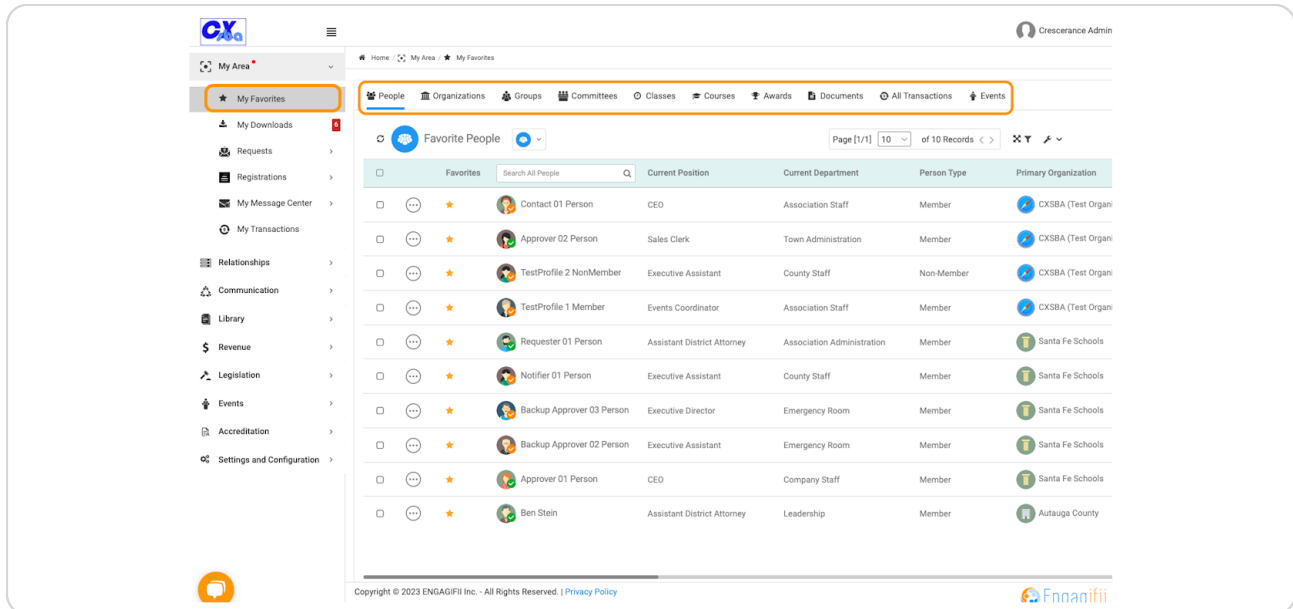 CXsba
Crescerance Admin
My Area
Home / My Area / My Favorites
My Favorites
People Organizations Groups Committees Classes Courses Awards Documents All Transactions Events
My Downloads 6
Favorite People Page [1/1] 10 of 10 Records < >
Requests
Registrations
My Message Center
My Transactions
Relationships
Communication
Library
Revenue
Legislation
Events
Accreditation
Settings and Configuration
Favorites Search All People Current Position Current Department Person Type Primary Organization
Contact 01 Person CEO Association Staff Member CXSBA (Test Organi
Approver 02 Person Sales Clerk Town Administration Member CXSBA (Test Organi
TestProfile 2 NonMember Executive Assistant County Staff Non-Member CXSBA (Test Organi
TestProfile 1 Member Events Coordinator Association Staff Member CXSBA (Test Organi
Requester 01 Person Assistant District Attorney Association Administration Member Santa Fe Schools
Notifier 01 Person Executive Assistant County Staff Member Santa Fe Schools
Backup Approver 03 Person Executive Director Emergency Room Member Santa Fe Schools
Backup Approver 02 Person Executive Assistant Emergency Room Member Santa Fe Schools
Approver 01 Person CEO Company Staff Member Santa Fe Schools
Ben Stein Assistant District Attorney Leadership Member Autauga County
Copyright © 2023 ENGAGIFII Inc. - All Rights Reserved. | Privacy Policy
Engagifii